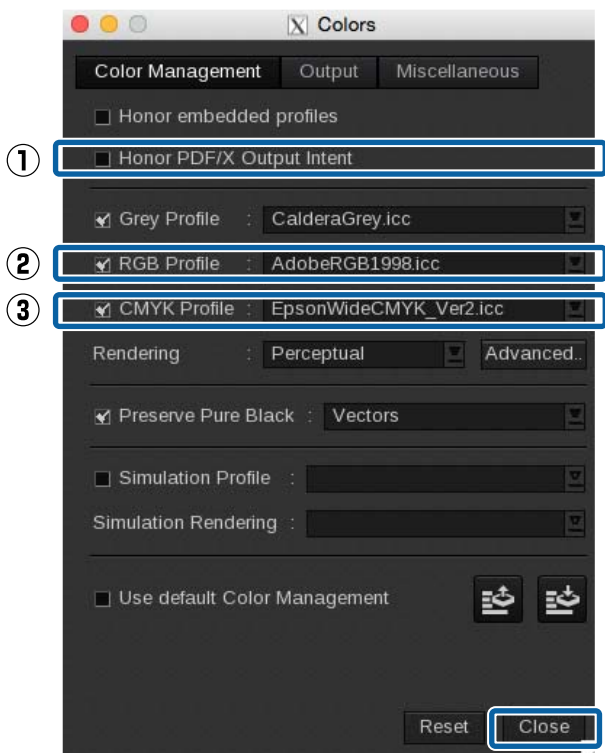 Colors
Color Management Output Miscellaneous
Honor embedded profiles
① Honor PDF/X Output Intent
Grey Profile : CalderaGrey.icc
② RGB Profile : AdobeRGB1998.icc
③ CMYK Profile : EpsonWideCMYK_Ver2.icc
Rendering : Perceptual Advanced..
Preserve Pure Black : Vectors
Simulation Profile :
Simulation Rendering :
Use default Color Management
Reset Close